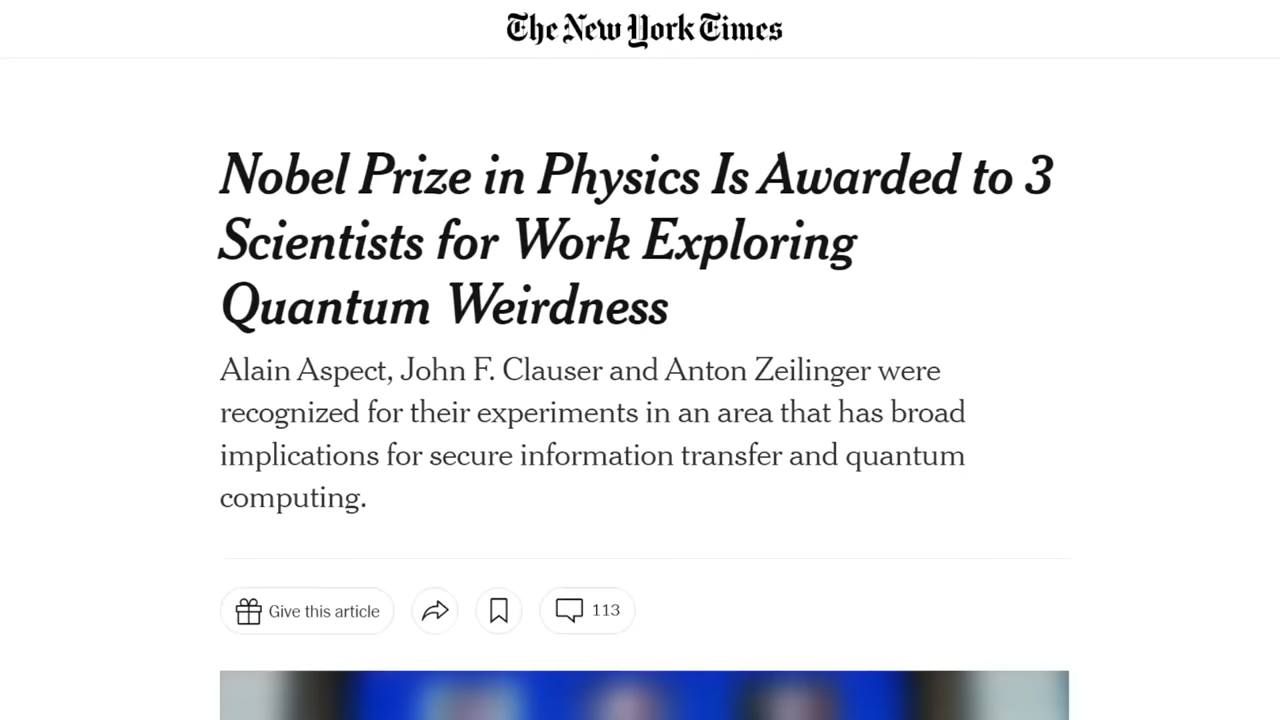 The New York Times
Nobel Prize in Physics Is Awarded to 3
Scientists for Work Exploring
Quantum Weirdness
Alain Aspect, John F. Clauser and Anton Zeilinger were
recognized for their experiments in an area that has broad
implications for secure information transfer and quantum
computing.
Give this article
113